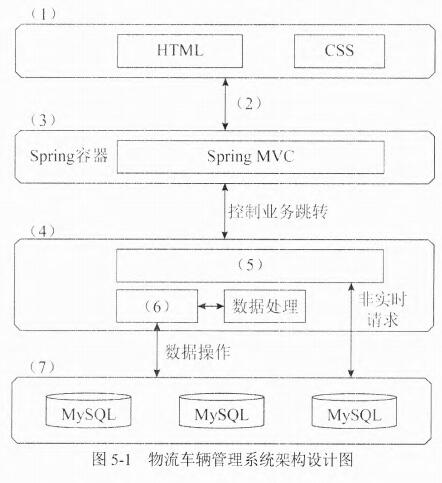 (1)
HTML CSS
(2)
(3)
Spring容器 Spring MVC
控制业务跳转
(4)
(5)
(6) 数据处理 非实时
请求
数据操作
(7)
MySQL MySQL MySQL
图 5-1 物流车辆管理系统架构设计图